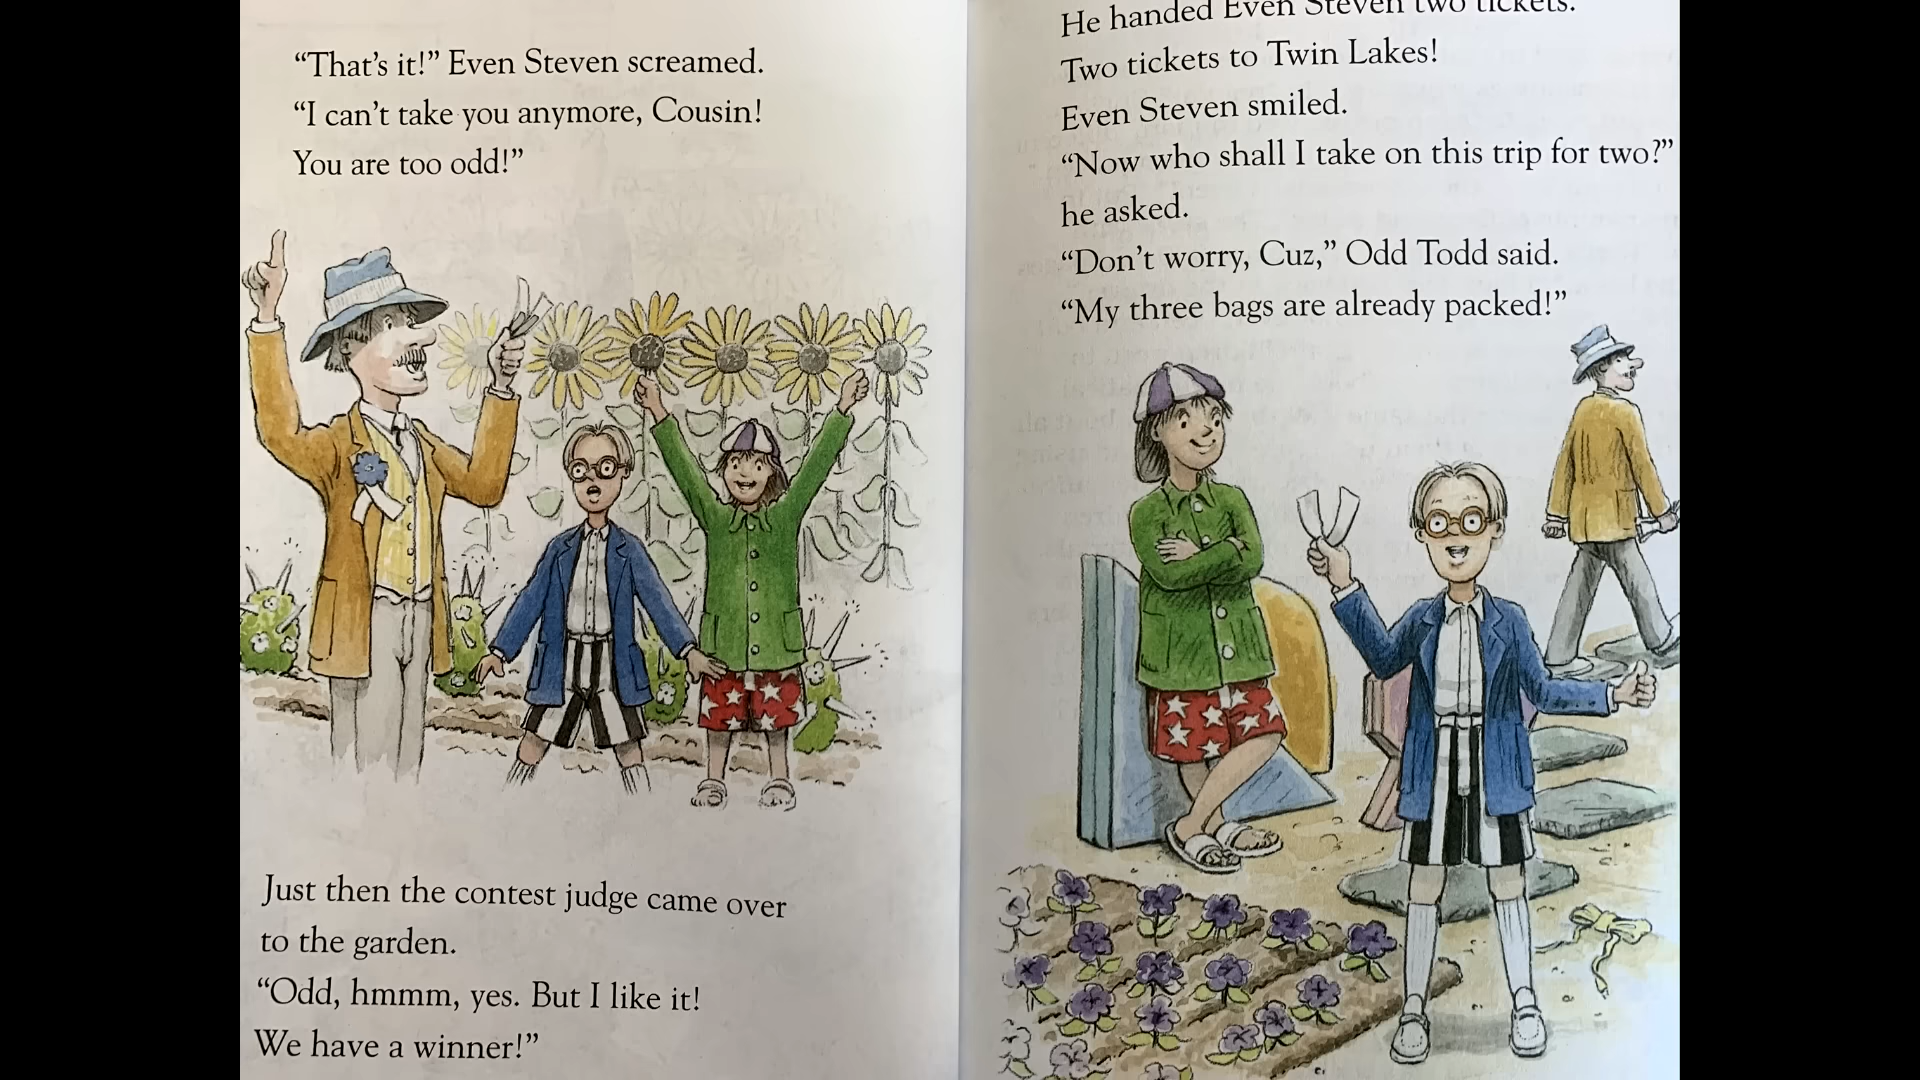 “That’s it!” Even Steven screamed.
“I can’t take you anymore, Cousin!
You are too odd!”
Just then the contest judge came over
to the garden.
“Odd, hmmm, yes. But I like it!
We have a winner!”
He handed Even Steven two tickets.
Two tickets to Twin Lakes!
Even Steven smiled.
“Now who shall I take on this trip for two?”
he asked.
“Don’t worry, Cuz,” Odd Todd said.
“My three bags are already packed!”